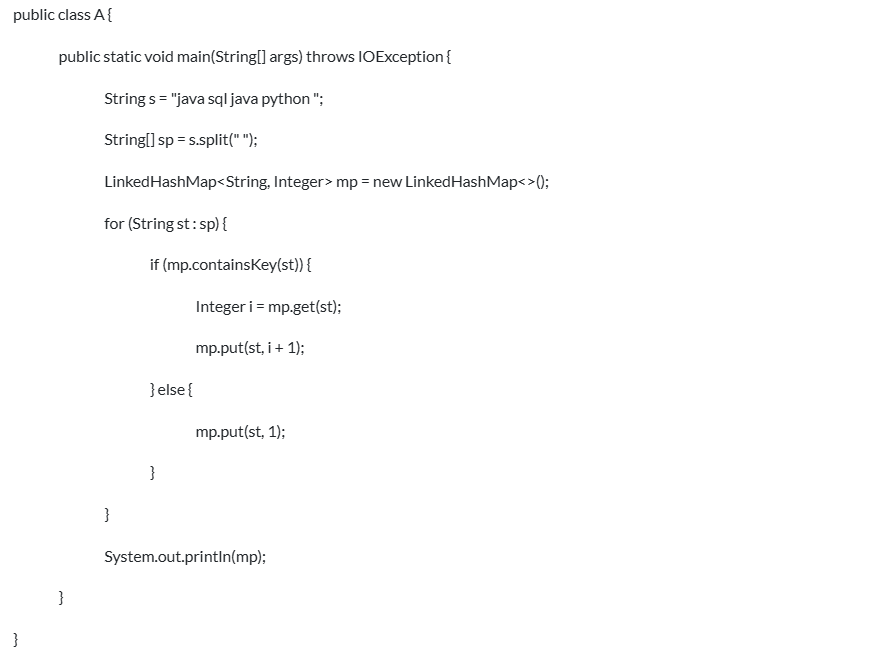 public class A {
public static void main(String[] args) throws IOException {
String s = "java sql java python ";
String[] sp = s.split(" ");
LinkedHashMap<String, Integer> mp = new LinkedHashMap<>();
for (String st : sp) {
if (mp.containsKey(st)) {
Integer i = mp.get(st);
mp.put(st, i + 1);
} else {
mp.put(st, 1);
}
}
System.out.println(mp);
}
}